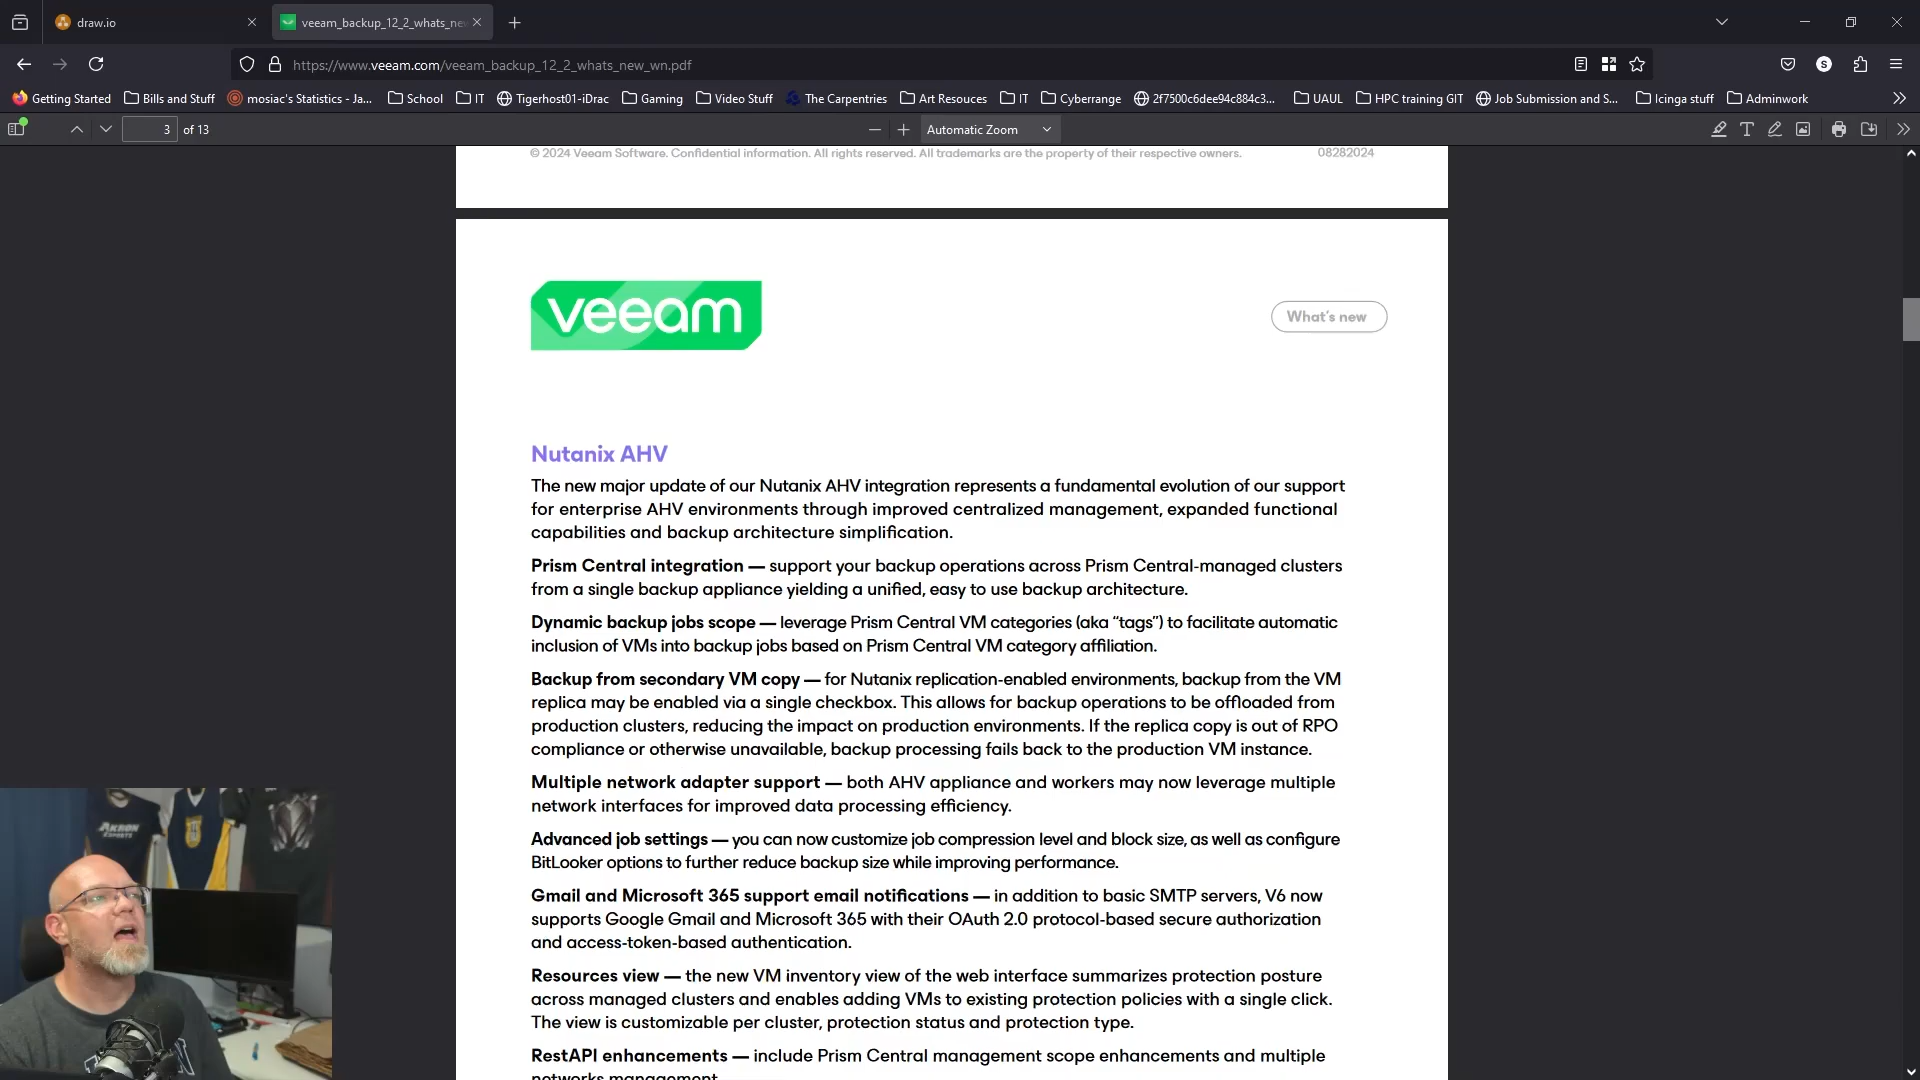 draw.io
veeam_backup_12_2_whats_new
https://www.veeam.com/veeam_backup_12_2_whats_new_wn.pdf
Getting Started
Bills and Stuff
mosiac's Statistics - Ja...
School
IT
Tigerhost01-iDrac
Gaming
Video Stuff
The Carpentries
Art Resouces
IT
Cyberrange
2f7500c6dee94c884c3...
UAUL
HPC training GIT
Job Submission and S...
Icinga stuff
Adminwork
3 of 13
Automatic Zoom
© 2024 Veeam Software. Confidential information. All rights reserved. All trademarks are the property of their respective owners. 08282024
veeam
What's new
Nutanix AHV
The new major update of our Nutanix AHV integration represents a fundamental evolution of our support
for enterprise AHV environments through improved centralized management, expanded functional
capabilities and backup architecture simplification.
Prism Central integration — support your backup operations across Prism Central-managed clusters
from a single backup appliance yielding a unified, easy to use backup architecture.
Dynamic backup jobs scope — leverage Prism Central VM categories (aka “tags”) to facilitate automatic
inclusion of VMs into backup jobs based on Prism Central VM category affiliation.
Backup from secondary VM copy — for Nutanix replication-enabled environments, backup from the VM
replica may be enabled via a single checkbox. This allows for backup operations to be offloaded from
production clusters, reducing the impact on production environments. If the replica copy is out of RPO
compliance or otherwise unavailable, backup processing fails back to the production VM instance.
Multiple network adapter support — both AHV appliance and workers may now leverage multiple
network interfaces for improved data processing efficiency.
Advanced job settings — you can now customize job compression level and block size, as well as configure
BitLooker options to further reduce backup size while improving performance.
Gmail and Microsoft 365 support email notifications — in addition to basic SMTP servers, V6 now
supports Google Gmail and Microsoft 365 with their OAuth 2.0 protocol-based secure authorization
and access-token-based authentication.
Resources view — the new VM inventory view of the web interface summarizes protection posture
across managed clusters and enables adding VMs to existing protection policies with a single click.
The view is customizable per cluster, protection status and protection type.
RestAPI enhancements — include Prism Central management scope enhancements and multiple
networks management.
AKRON
ESPORTS